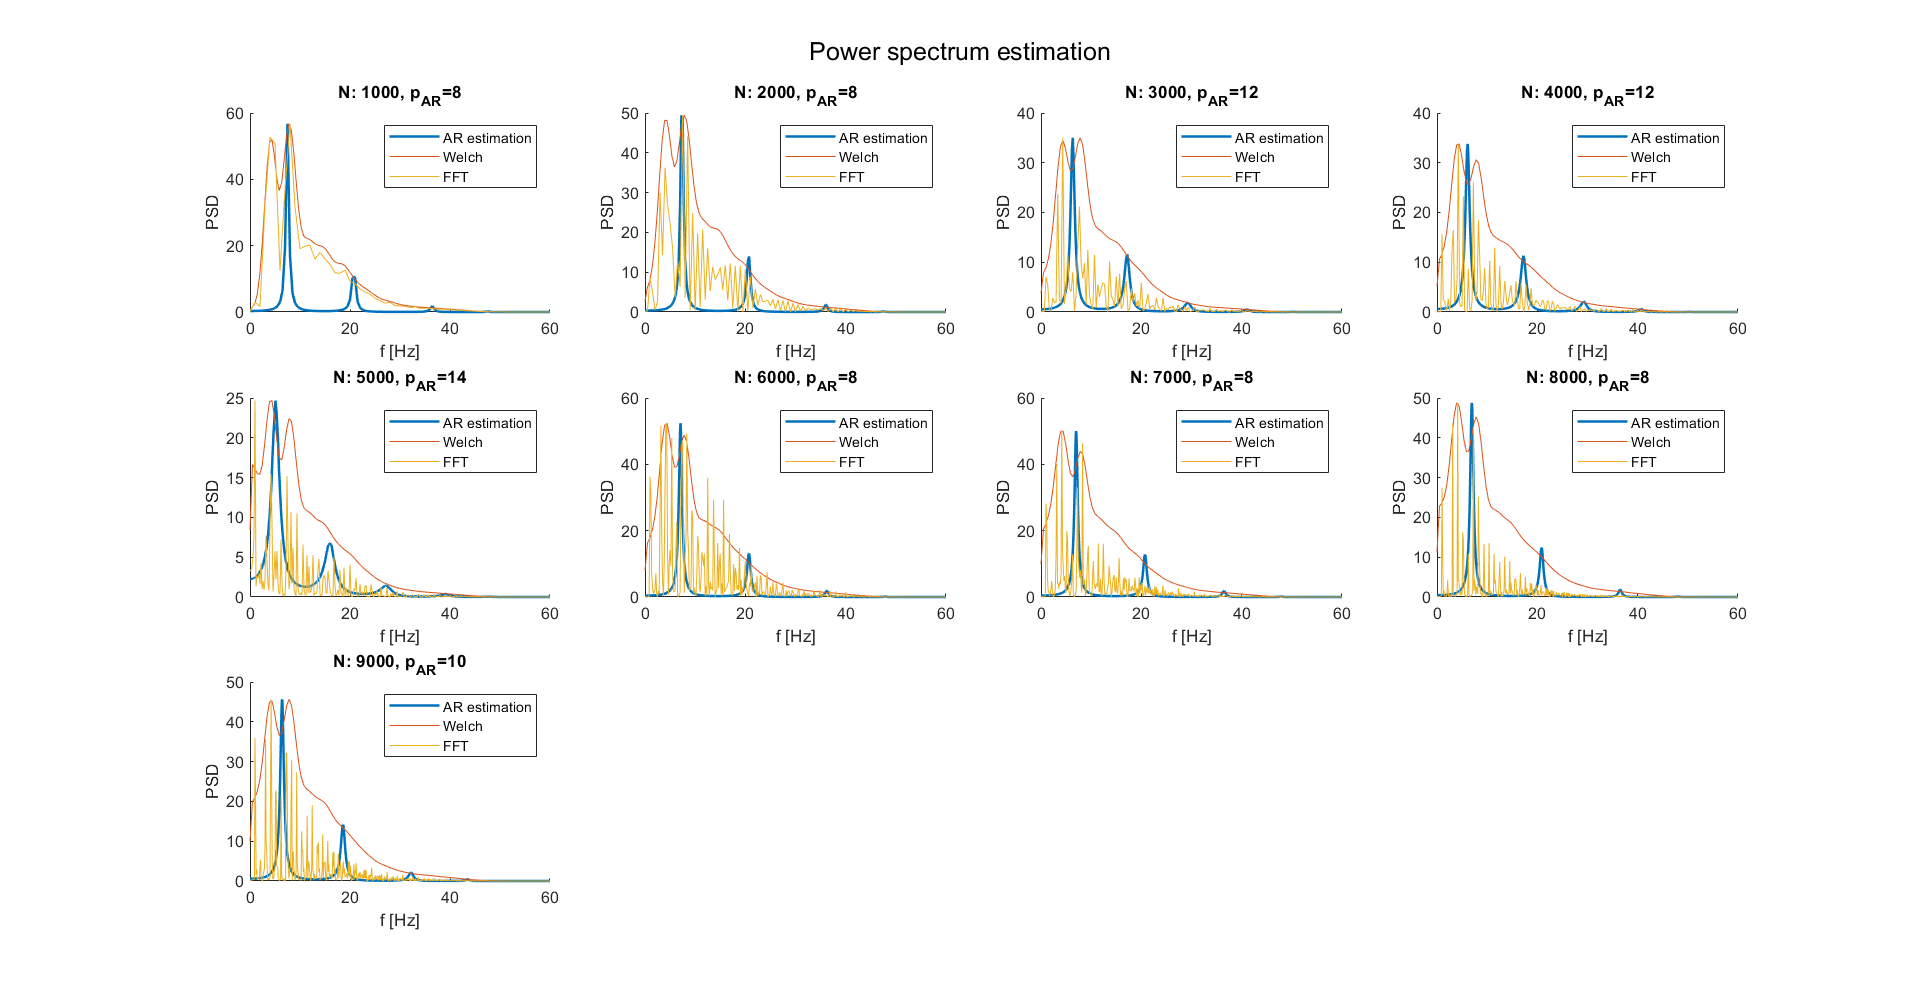 Power spectrum estimation
N: 1000, pAR=8
60
40
20
0
PSD
AR estimation
Welch
FFT
0 20 40 60
f [Hz]
N: 2000, pAR=8
50
40
30
20
10
0
PSD
AR estimation
Welch
FFT
0 20 40 60
f [Hz]
N: 3000, pAR=12
40
30
20
10
0
PSD
AR estimation
Welch
FFT
0 20 40 60
f [Hz]
N: 4000, pAR=12
40
30
20
10
0
PSD
AR estimation
Welch
FFT
0 20 40 60
f [Hz]
N: 5000, pAR=14
25
20
15
10
5
0
PSD
AR estimation
Welch
FFT
0 20 40 60
f [Hz]
N: 6000, pAR=8
60
40
20
0
PSD
AR estimation
Welch
FFT
0 20 40 60
f [Hz]
N: 7000, pAR=8
60
40
20
0
PSD
AR estimation
Welch
FFT
0 20 40 60
f [Hz]
N: 8000, pAR=8
50
40
30
20
10
0
PSD
AR estimation
Welch
FFT
0 20 40 60
f [Hz]
N: 9000, pAR=10
50
40
30
20
10
0
PSD
AR estimation
Welch
FFT
0 20 40 60
f [Hz]